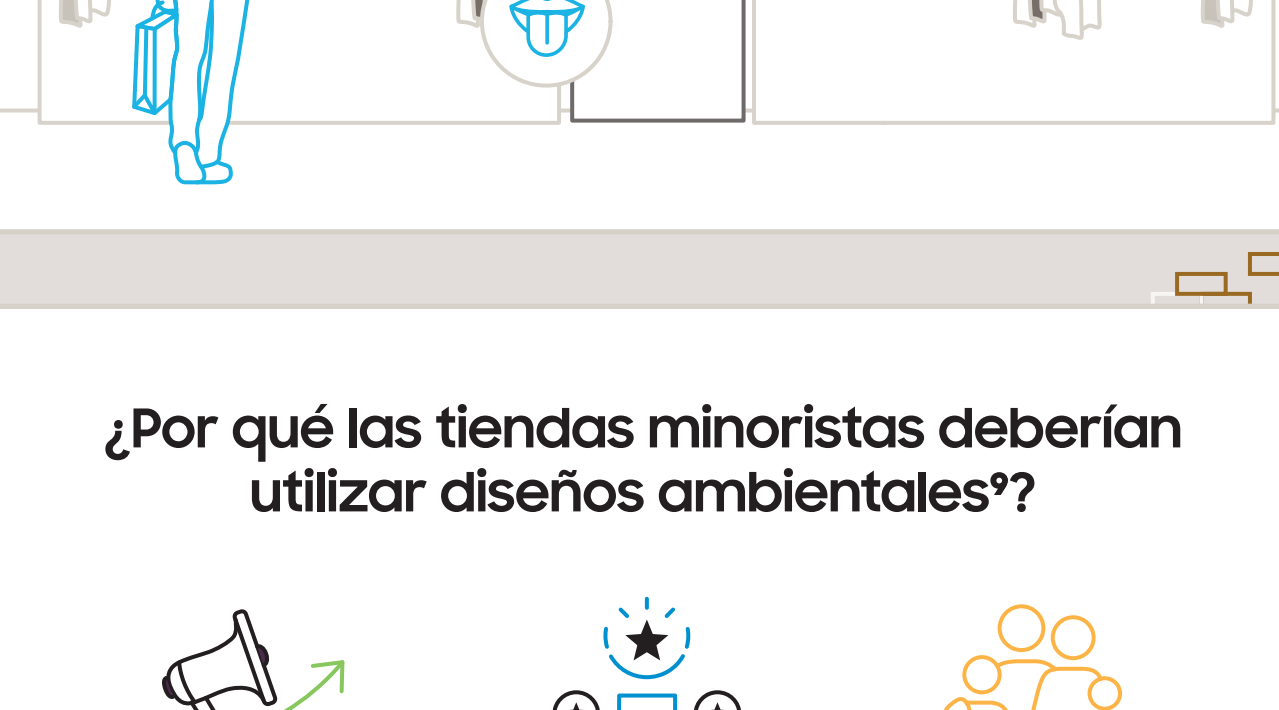 ¿Por qué las tiendas minoristas deberían
utilizar diseños ambientales⁹?